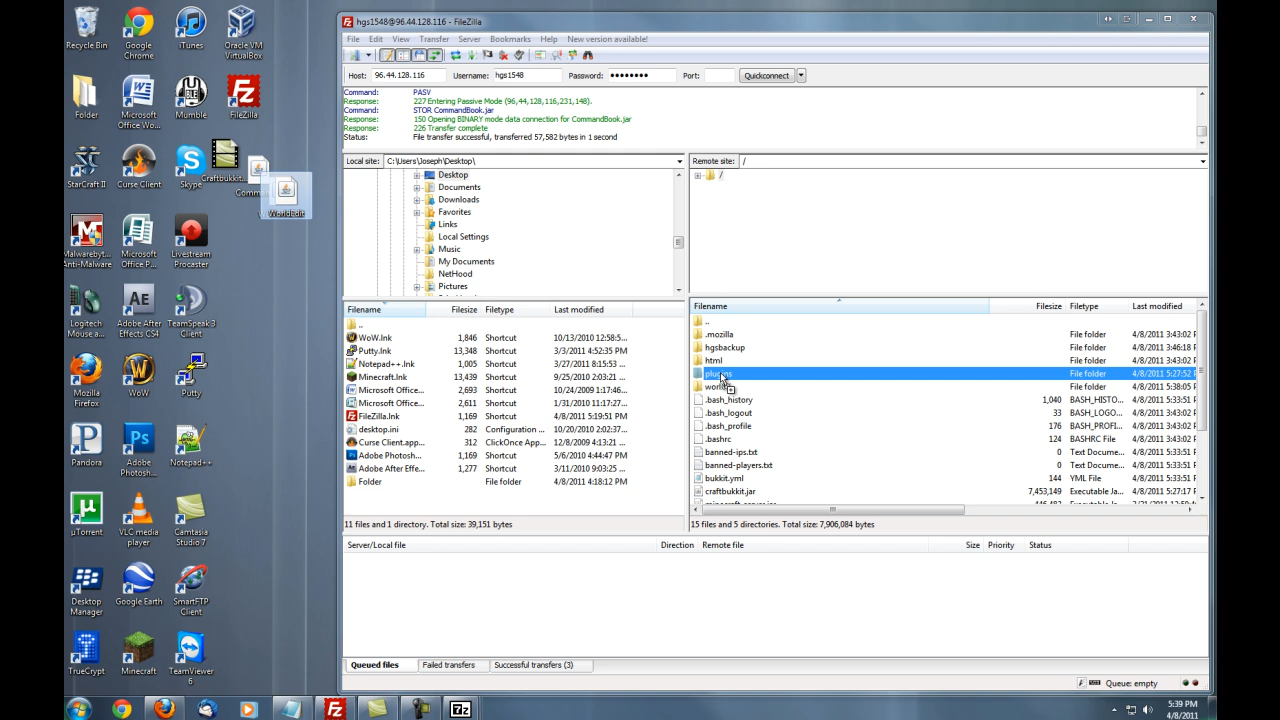 hgs1548@96.44.128.116 - FileZilla
File Edit View Transfer Server Bookmarks Help New version available!
Host: 96.44.128.116 Username: hgs1548 Password: ●●●●●●●● Port: Quickconnect
Command: PASV
Response: 227 Entering Passive Mode (96,44,128,116,231,148).
Command: STOR CommandBook.jar
Response: 150 Opening BINARY mode data connection for CommandBook.jar
Response: 226 Transfer complete
Status: File transfer successful, transferred 57,582 bytes in 1 second
Local site: C:\Users\Joseph\Desktop\
Desktop
Documents
Downloads
Favorites
Links
Local Settings
Music
My Documents
NetHood
Pictures
Filename Filesize Filetype Last modified
..
WoW.lnk 1,846 Shortcut 10/13/2010 12:58:5...
Putty.lnk 13,348 Shortcut 3/3/2011 4:52:35 PM
Notepad++.lnk 1,005 Shortcut 3/27/2011 8:15:53 ...
Minecraft.lnk 13,439 Shortcut 9/25/2010 2:03:21 ...
Microsoft Office... 2,693 Shortcut 10/24/2009 1:17:46...
Microsoft Office... 2,611 Shortcut 1/31/2010 11:17:27...
FileZilla.lnk 1,169 Shortcut 4/8/2011 5:19:51 PM
desktop.ini 282 Configuration ... 10/20/2010 2:02:37...
Curse Client.app... 312 ClickOnce App... 12/8/2009 4:13:21 ...
Adobe Photosh... 1,169 Shortcut 5/6/2010 4:44:47 PM
Adobe After Effe... 1,277 Shortcut 3/11/2010 9:03:25 ...
Folder File folder 4/8/2011 4:18:12 PM
11 files and 1 directory. Total size: 39,151 bytes
Remote site: /
/
Filename Filesize Filetype Last modified
..
.mozilla File folder 4/8/2011 3:43:02 P
hgsbackup File folder 4/8/2011 3:46:18 P
html File folder 4/8/2011 3:43:02 P
plugins File folder 4/8/2011 5:27:52 P
File folder 4/8/2011 5:38:05 P
.bash_history 1,040 BASH_HISTO... 4/8/2011 5:33:51 P
.bash_logout 33 BASH_LOGO... 4/8/2011 3:43:02 P
.bash_profile 176 BASH_PROFI... 4/8/2011 3:43:02 P
.bashrc 124 BASHRC File 4/8/2011 3:43:02 P
banned-ips.txt 0 Text Docume... 4/8/2011 5:33:51 P
banned-players.txt 0 Text Docume... 4/8/2011 5:33:51 P
bukkit.yml 144 YML File 4/8/2011 5:33:51 P
craftbukkit.jar 7,453,149 Executable Ja... 4/8/2011 5:27:17 P
15 files and 5 directories. Total size: 7,906,084 bytes
Server/Local file Direction Remote file Size Priority Status
Queued files Failed transfers Successful transfers (3)
Queue: empty
Recycle Bin
Google Chrome
iTunes
Oracle VM VirtualBox
Folder
Microsoft Office Wo...
Mumble
FileZilla
StarCraft II
Curse Client
Skype
Craftbukkit...
Comm
Worldedit
Malwarebyt... Anti-Malware
Microsoft Office P...
Livestream Procaster
Logitech Mouse a...
Adobe After Effects CS4
TeamSpeak 3 Client
Mozilla Firefox
WoW
Putty
Pandora
Adobe Photosh...
Notepad++
µTorrent
VLC media player
Camtasia Studio 7
Desktop Manager
Google Earth
SmartFTP Client
TrueCrypt
Minecraft
TeamViewer 6
5:39 PM
4/8/2011